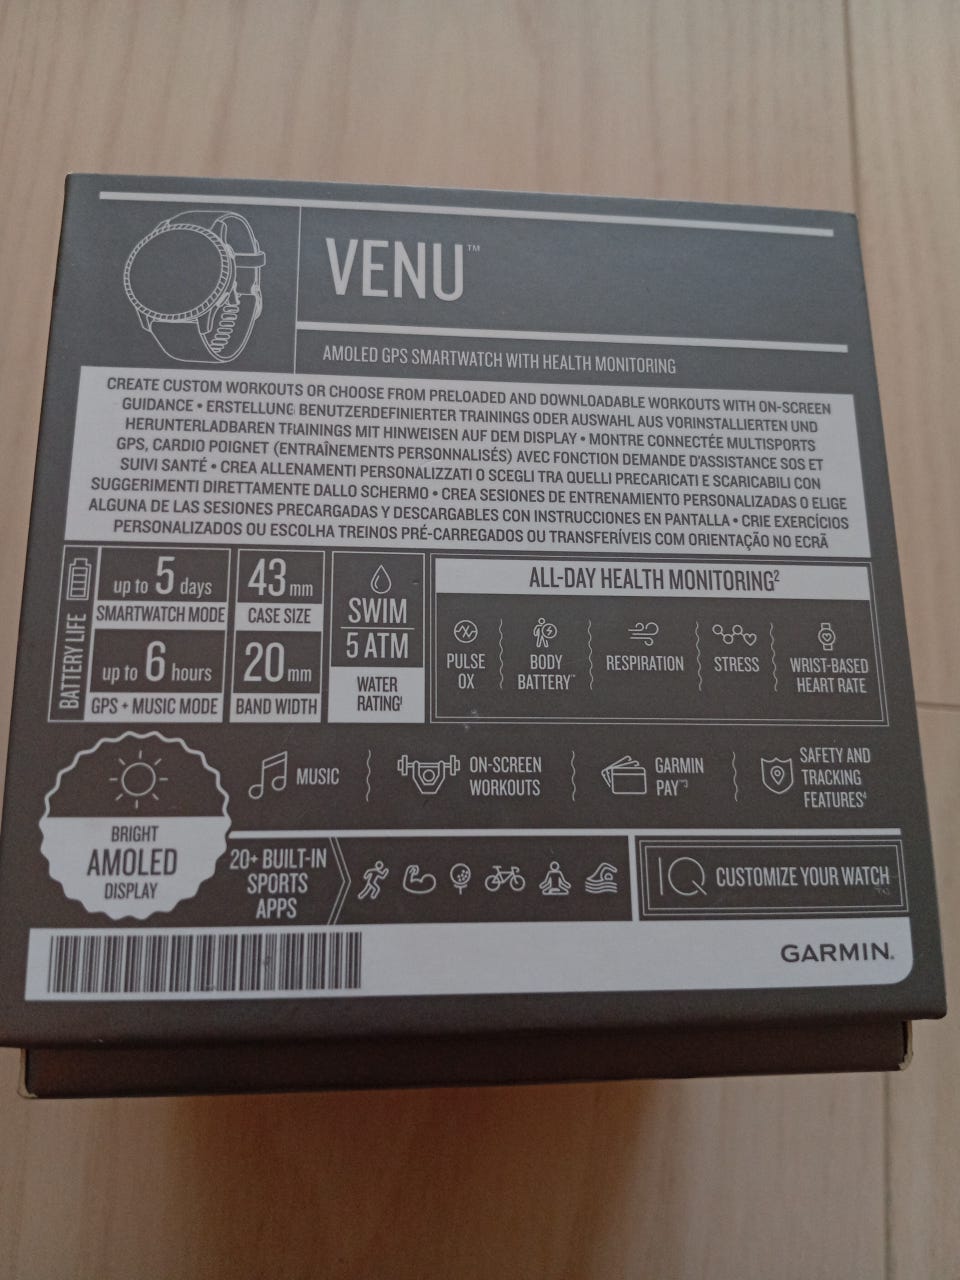 VENU™
AMOLED GPS SMARTWATCH WITH HEALTH MONITORING
CREATE CUSTOM WORKOUTS OR CHOOSE FROM PRELOADED AND DOWNLOADABLE WORKOUTS WITH ON-SCREEN
GUIDANCE • ERSTELLUNG BENUTZERDEFINIERTER TRAININGS ODER AUSWAHL AUS VORINSTALLIERTEN UND
HERUNTERLADBAREN TRAININGS MIT HINWEISEN AUF DEM DISPLAY • MONTRE CONNECTÉE MULTISPORTS
GPS, CARDIO POIGNET (ENTRAÎNEMENTS PERSONNALISÉS) AVEC FONCTION DEMANDE D'ASSISTANCE SOS ET
SUIVI SANTÉ • CREA ALLENAMENTI PERSONALIZZATI O SCEGLI TRA QUELLI PRECARICATI E SCARICABILI CON
SUGGERIMENTI DIRETTAMENTE DALLO SCHERMO • CREA SESIONES DE ENTRENAMIENTO PERSONALIZADAS O ELIGE
ALGUNA DE LAS SESIONES PRECARGADAS Y DESCARGABLES CON INSTRUCCIONES EN PANTALLA • CRIE EXERCÍCIOS
PERSONALIZADOS OU ESCOLHA TREINOS PRÉ-CARREGADOS OU TRANSFERÍVEIS COM ORIENTAÇÃO NO ECRÃ
BATTERY LIFE
up to 5 days
SMARTWATCH MODE
up to 6 hours
GPS + MUSIC MODE
43 mm
CASE SIZE
20 mm
BAND WIDTH
SWIM
5 ATM
WATER
RATING¹
ALL-DAY HEALTH MONITORING²
PULSE
OX
BODY
BATTERY™
RESPIRATION
STRESS
WRIST-BASED
HEART RATE
MUSIC
ON-SCREEN
WORKOUTS
GARMIN
PAY™³
SAFETY AND
TRACKING
FEATURES⁴
BRIGHT
AMOLED
DISPLAY
20+ BUILT-IN
SPORTS
APPS
IQ CUSTOMIZE YOUR WATCH
GARMIN.